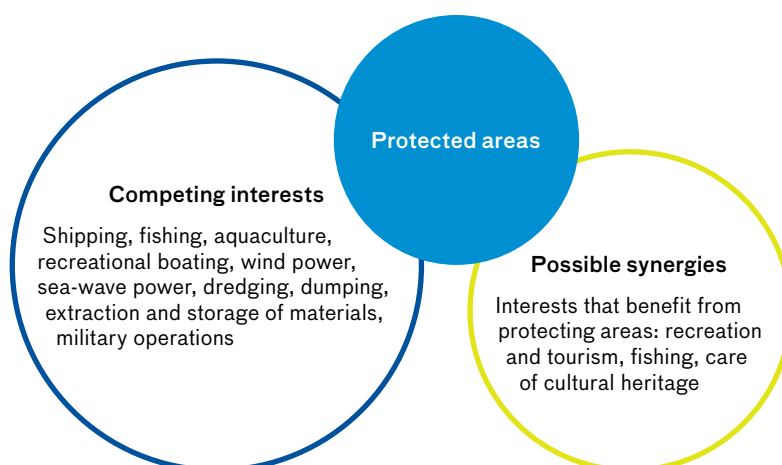 Protected areas
Competing interests
Shipping, fishing, aquaculture,
recreational boating, wind power,
sea-wave power, dredging, dumping,
extraction and storage of materials,
military operations
Possible synergies
Interests that benefit from
protecting areas: recreation
and tourism, fishing, care
of cultural heritage